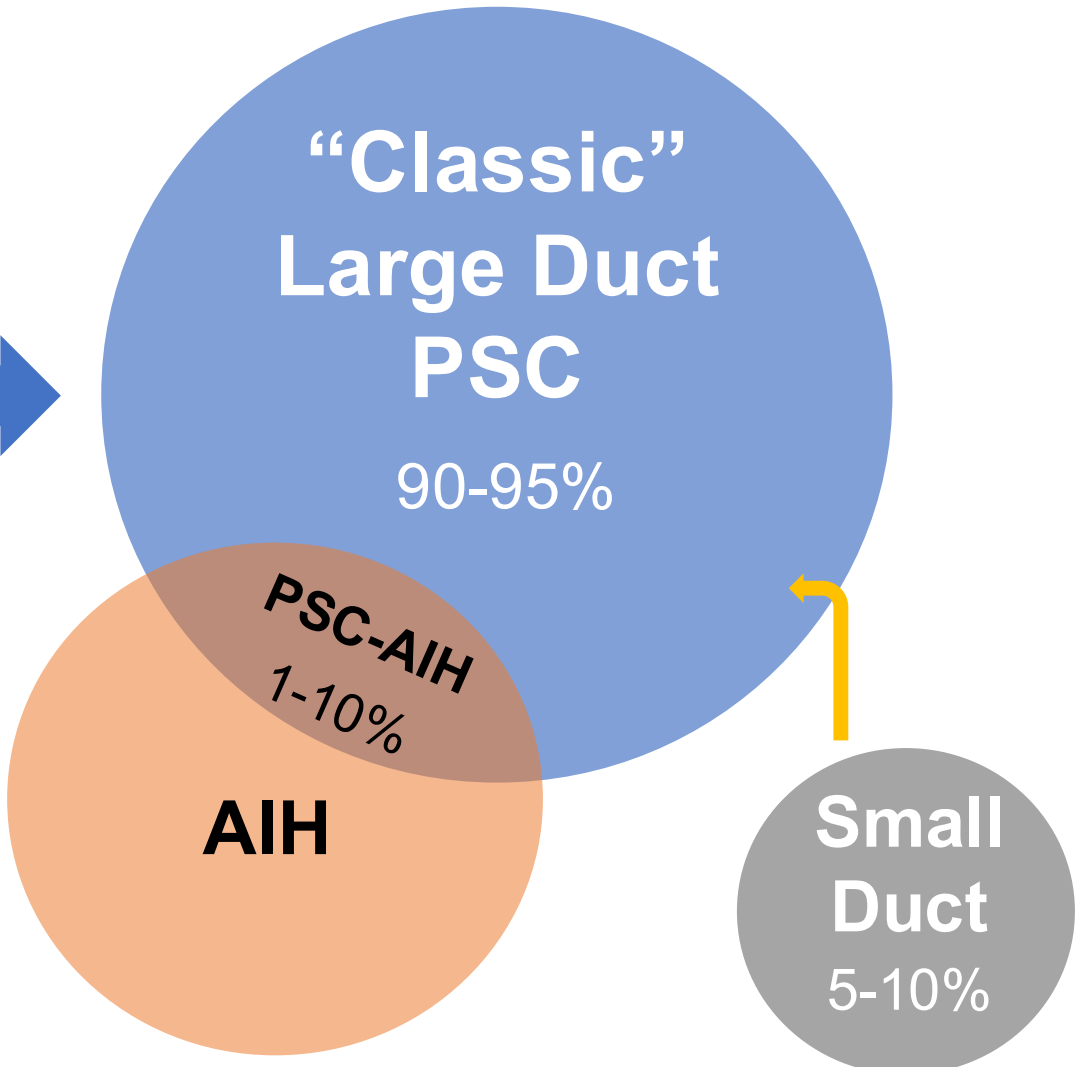 “Classic”
Large Duct
PSC
90-95%
PSC-AIH
1-10%
AIH
Small
Duct
5-10%